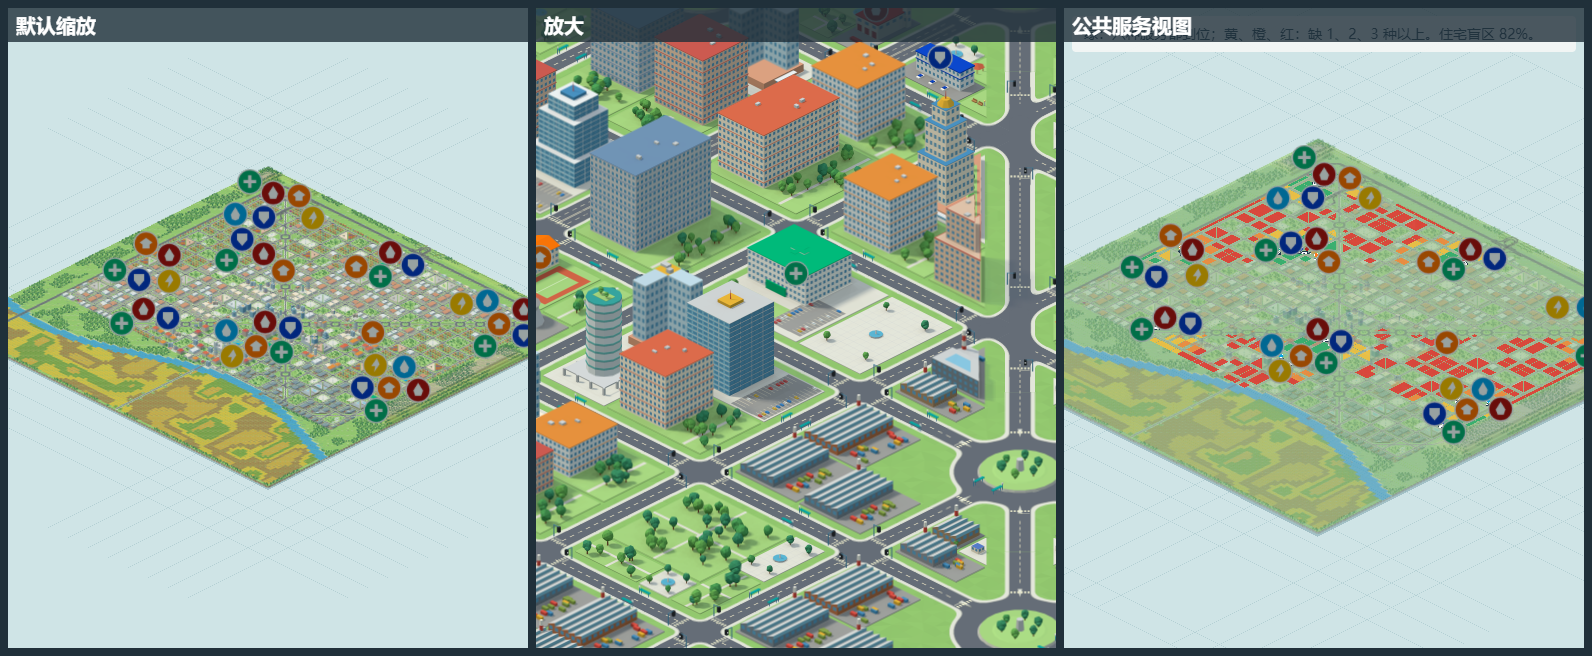 默认缩放
放大
公共服务视图
位；黄、橙、红：缺 1、2、3 种以上。住宅盲区 82%。